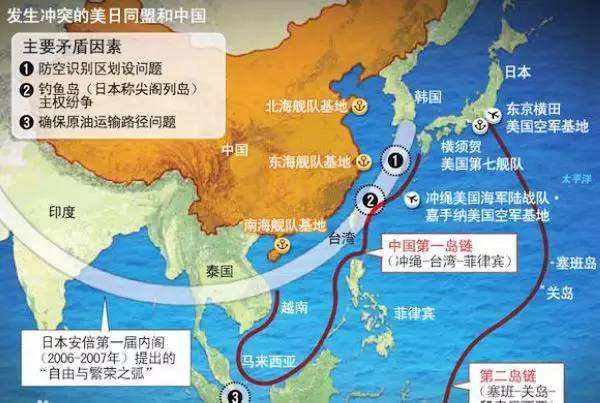 发生冲突的美日同盟和中国
主要矛盾因素
1 防空识别区划设问题
2 钓鱼岛（日本称尖阁列岛）
主权纷争
3 确保原油运输路径问题
韩国
日本
东京横田
美国空军基地
北海舰队基地
中国
东海舰队基地
1
横须贺
美国第七舰队
太平洋
2
冲绳美国海军陆战队·
嘉手纳美国空军基地
印度
南海舰队基地
台湾
中国第一岛链
（冲绳-台湾-菲律宾）
塞班岛
关岛
泰国
越南
菲律宾
日本安倍第一届内阁
（2006-2007年）提出的
“自由与繁荣之弧”
马来西亚
3
第二岛链
（塞班-关岛-